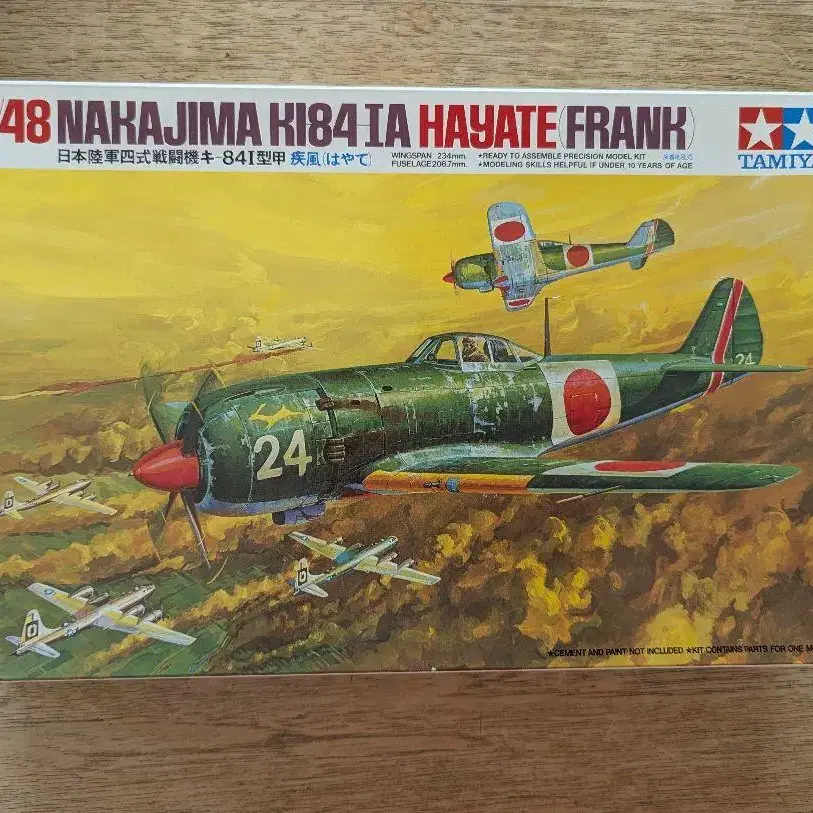 /48 NAKAJIMA KI84-IA HAYATE (FRANK)
日本陸軍四式戦闘機キ-84I型甲 疾風(はやて)
WINGSPAN 234mm.
FUSELAGE 206.7mm.
★READY TO ASSEMBLE PRECISION MODEL KIT
★MODELING SKILLS HELPFUL IF UNDER 10 YEARS OF AGE
TAMIY
24
24
D
D
D
★CEMENT AND PAINT NOT INCLUDED ★KIT CONTAINS PARTS FOR ONE M